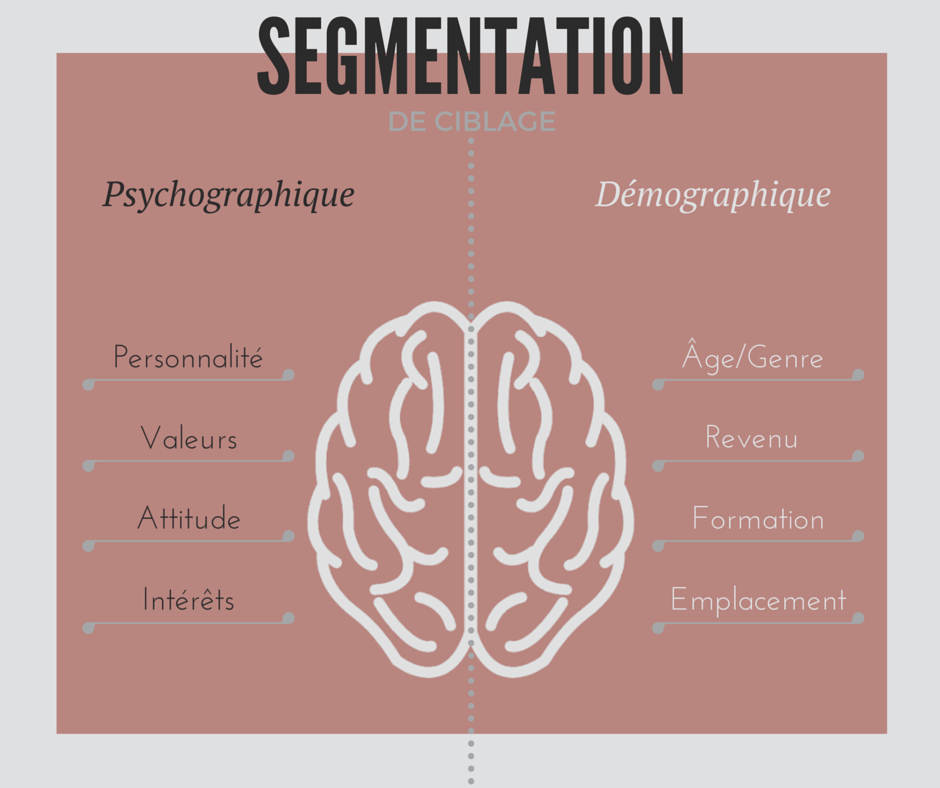 SEGMENTATION
DE CIBLAGE
Psychographique
Démographique
Personnalité
Valeurs
Attitude
Intérêts
Âge/Genre
Revenu
Formation
Emplacement